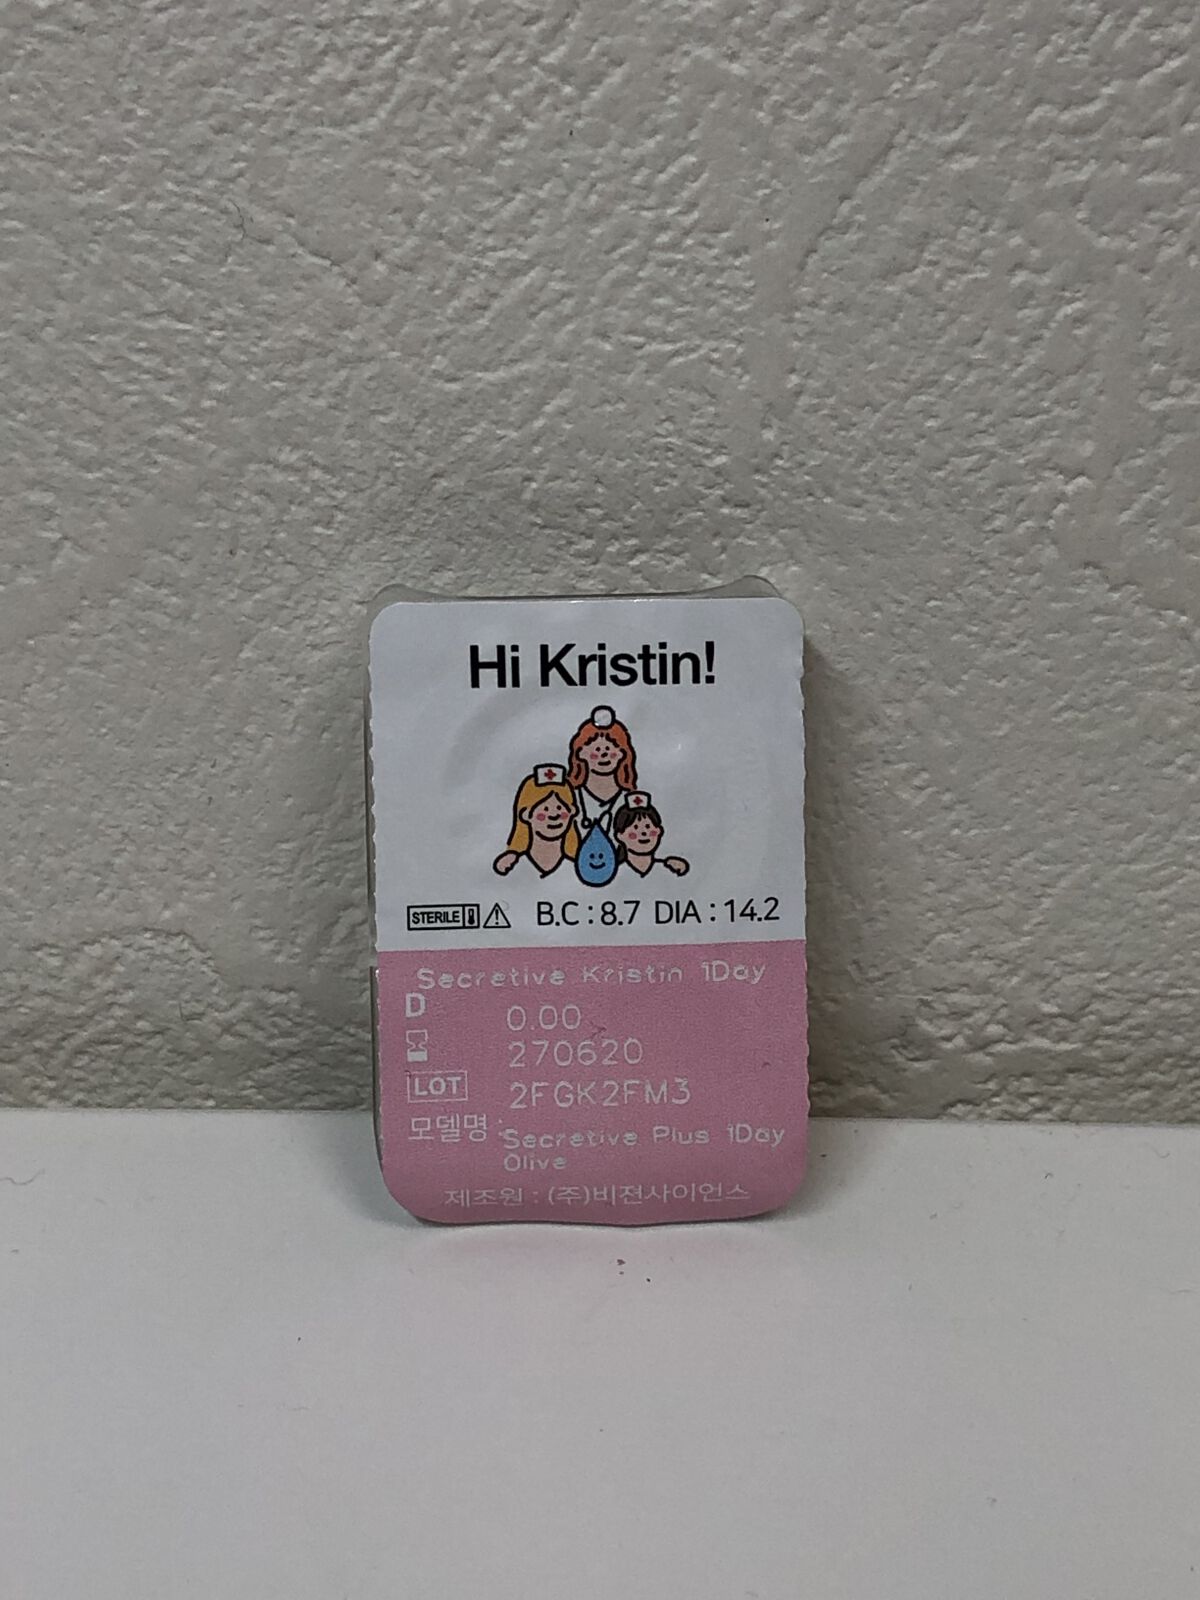 Hi Kristin!
STERILE B.C : 8.7 DIA : 14.2
Secretive Kristin 1Day
D 0.00
270620
LOT 2FGK2FM3
모델명 : Secretive Plus 1Day
Olive
제조원 : (주)비젼사이언스